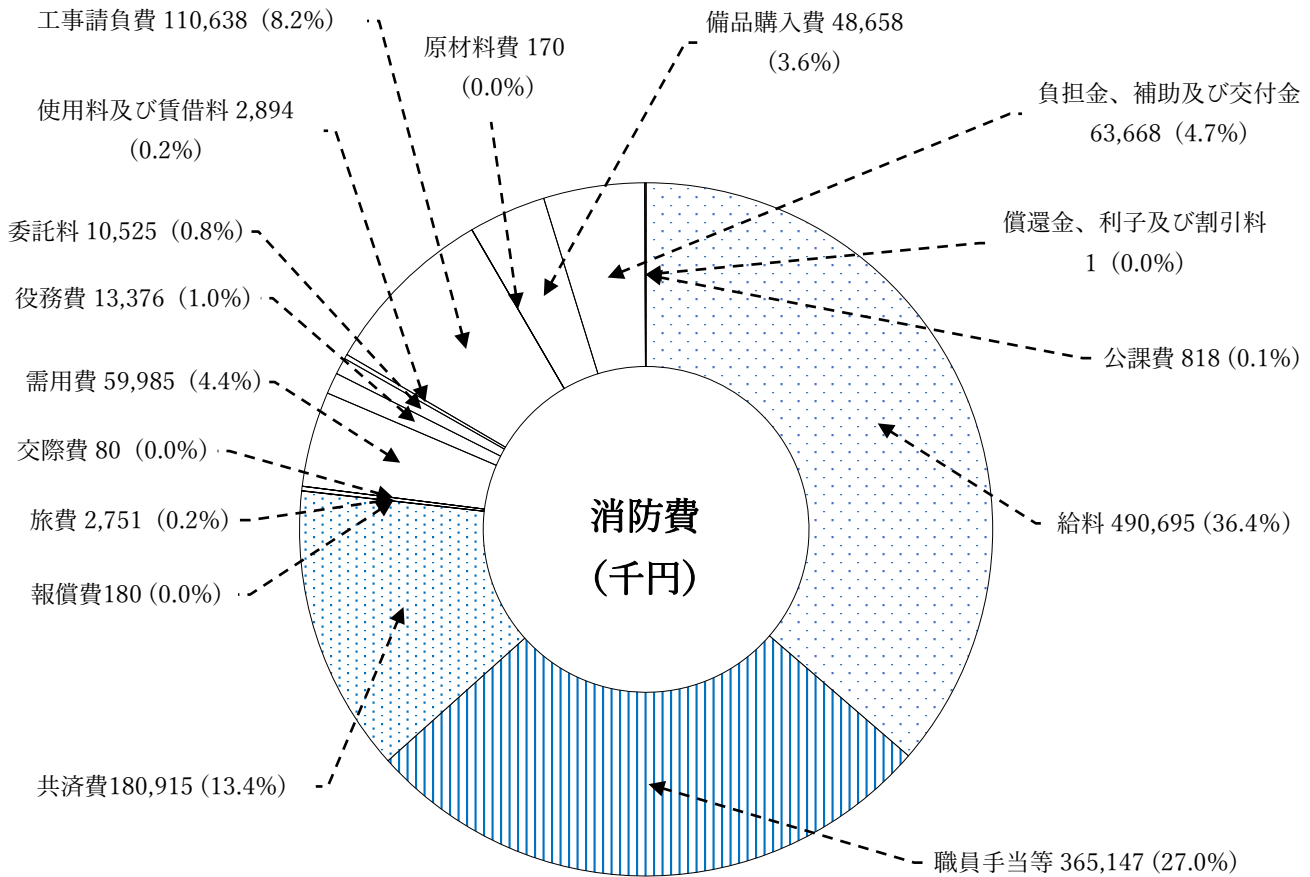 工事請負費 110,638（8.2%）
原材料費 170
（0.0%）
備品購入費 48,658
（3.6%）
負担金、補助及び交付金
63,668（4.7%）
使用料及び賃借料 2,894
（0.2%）
償還金、利子及び割引料
1（0.0%）
委託料 10,525（0.8%）
役務費 13,376（1.0%）
公課費 818 (0.1%)
需用費 59,985（4.4%）
交際費 80（0.0%）
旅費 2,751（0.2%）
給料 490,695 (36.4%)
報償費180 (0.0%)
消防費
（千円）
共済費180,915 (13.4%)
職員手当等 365,147 (27.0%)